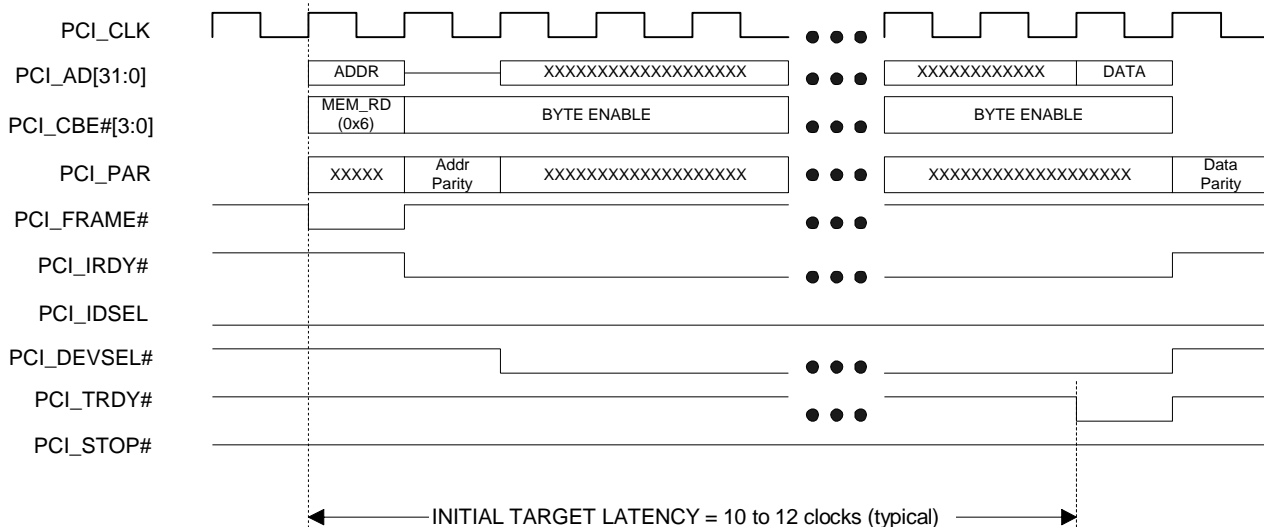 PCI_CLK
PCI_AD[31:0]
ADDR
XXXXXXXXXXXXXXXXXXX
XXXXXXXXXXXX
DATA
PCI_CBE#[3:0]
MEM_RD
(0x6)
BYTE ENABLE
BYTE ENABLE
PCI_PAR
XXXXX
Addr
Parity
XXXXXXXXXXXXXXXXXXX
XXXXXXXXXXXXXXXXXXX
Data
Parity
PCI_FRAME#
PCI_IRDY#
PCI_IDSEL
PCI_DEVSEL#
PCI_TRDY#
PCI_STOP#
INITIAL TARGET LATENCY = 10 to 12 clocks (typical)